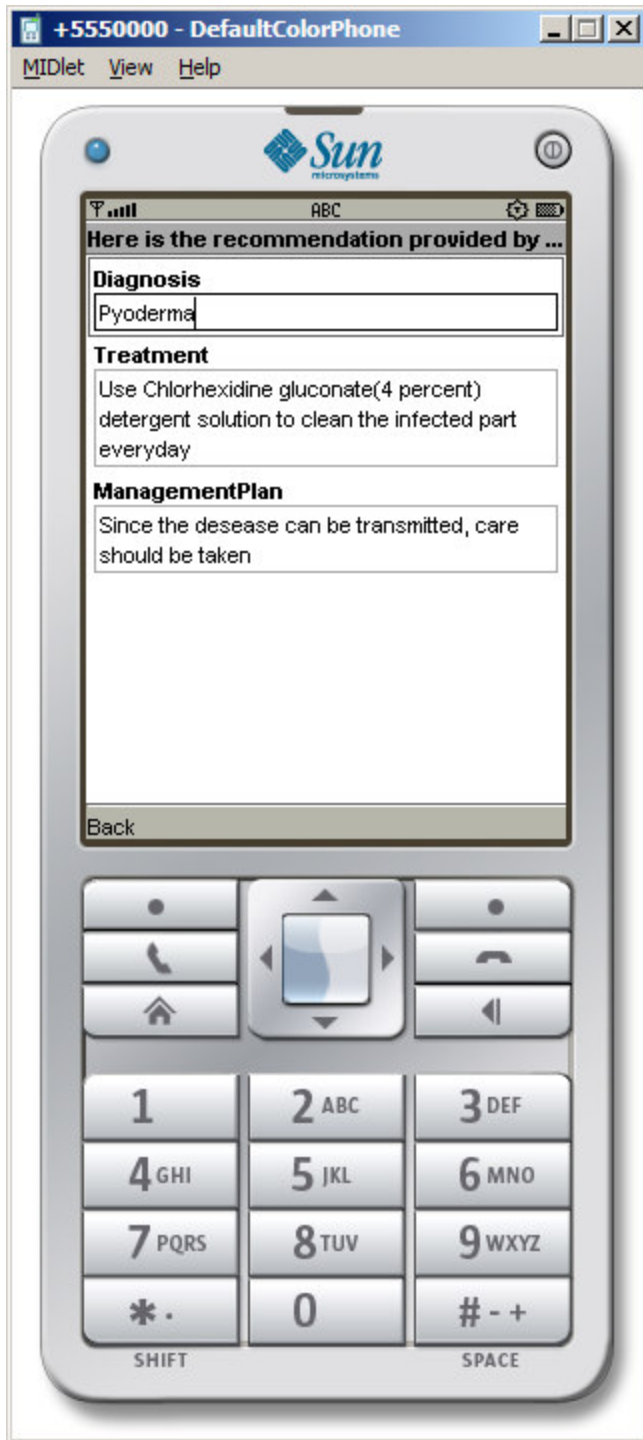 +5550000 - DefaultColorPhone
MIDlet View Help
Sun
microsystems
ABC
Here is the recommendation provided by ...
Diagnosis
Pyoderma
Treatment
Use Chlorhexidine gluconate(4 percent)
detergent solution to clean the infected part
everyday
ManagementPlan
Since the desease can be transmitted, care
should be taken
Back
1 2 ABC 3 DEF
4 GHI 5 JKL 6 MNO
7 PQRS 8 TUV 9 WXYZ
* . 0 # - +
SHIFT SPACE